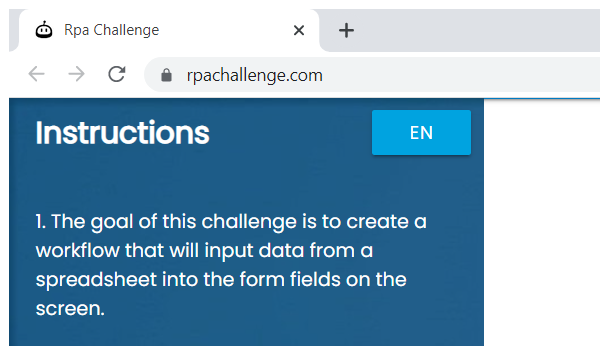 Rpa Challenge
rpachallenge.com
Instructions
EN
1. The goal of this challenge is to create a
workflow that will input data from a
spreadsheet into the form fields on the
screen.